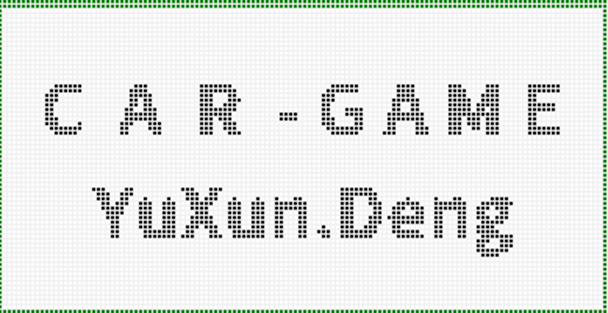 C A R - G A M E
YuXun.Deng